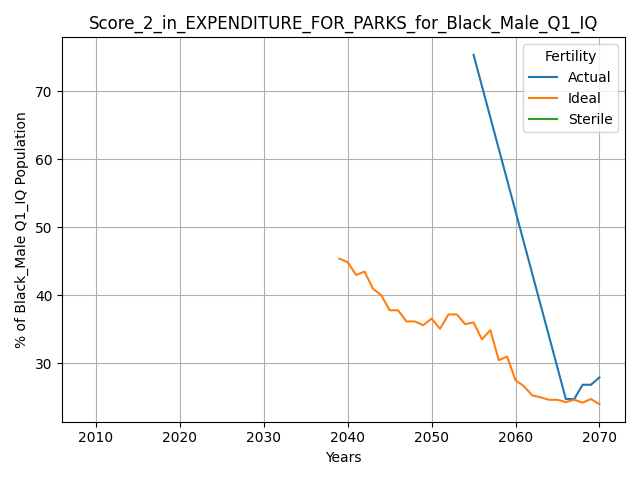 Score_2_in_EXPENDITURE_FOR_PARKS_for_Black_Male_Q1_IQ
Fertility
Actual
Ideal
Sterile
% of Black_Male Q1_IQ Population
70
60
50
40
30
2010 2020 2030 2040 2050 2060 2070
Years